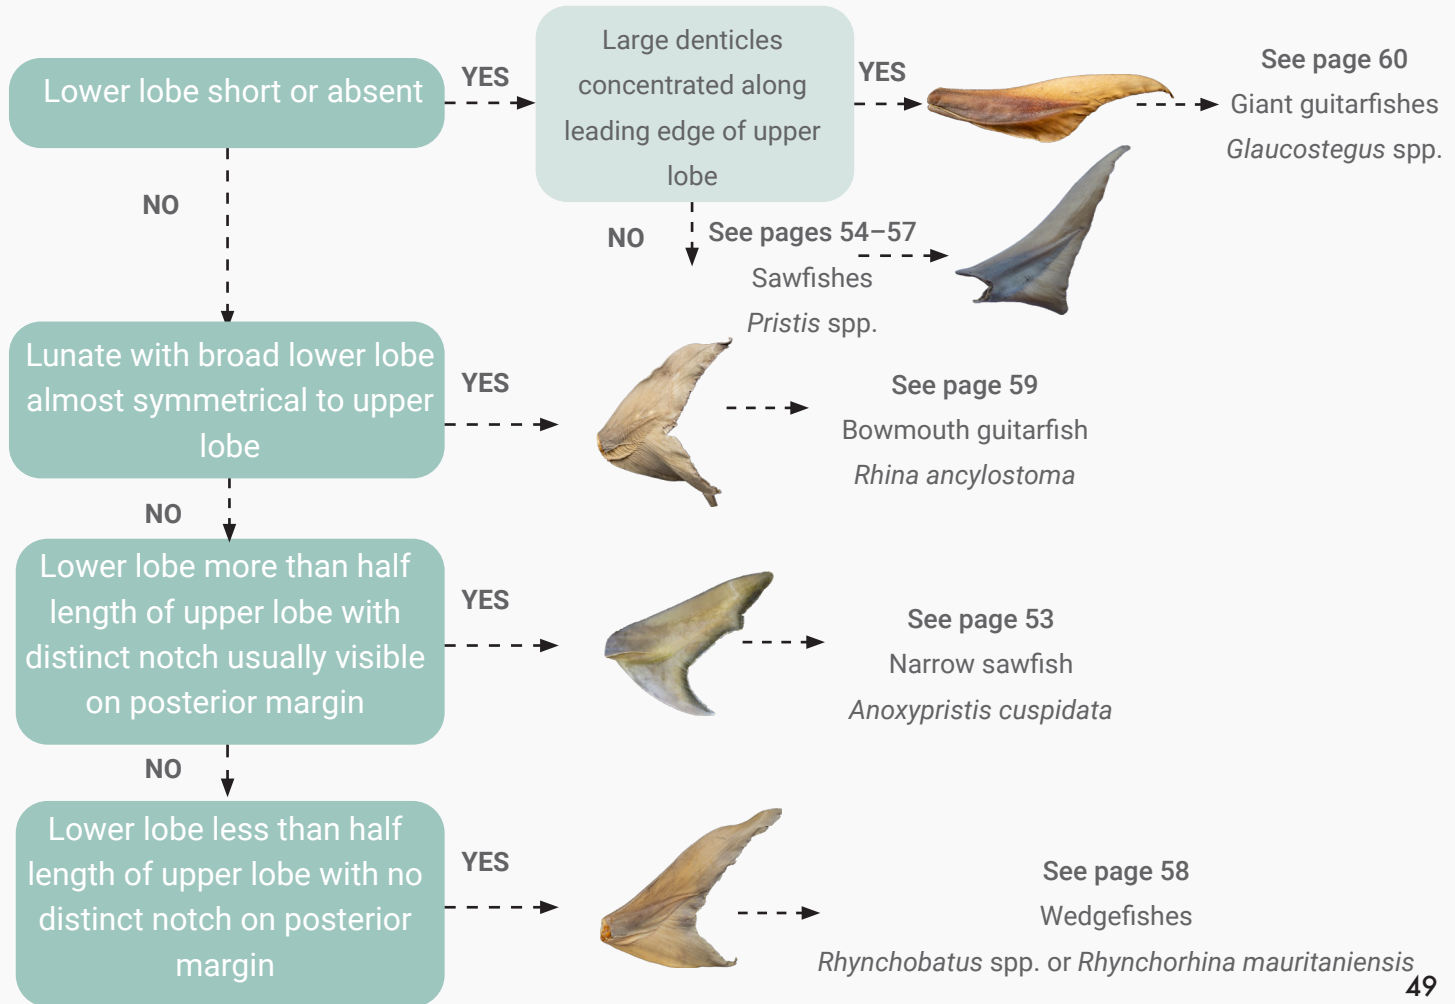 Lower lobe short or absent
YES
Large denticles
concentrated along
leading edge of upper
lobe
YES
See page 60
Giant guitarfishes
Glaucostegus spp.
NO
NO
See pages 54–57
Sawfishes
Pristis spp.
Lunate with broad lower lobe
almost symmetrical to upper
lobe
YES
See page 59
Bowmouth guitarfish
Rhina ancylostoma
NO
Lower lobe more than half
length of upper lobe with
distinct notch usually visible
on posterior margin
YES
See page 53
Narrow sawfish
Anoxypristis cuspidata
NO
Lower lobe less than half
length of upper lobe with no
distinct notch on posterior
margin
YES
See page 58
Wedgefishes
Rhynchobatus spp. or Rhynchorhina mauritaniensis
49